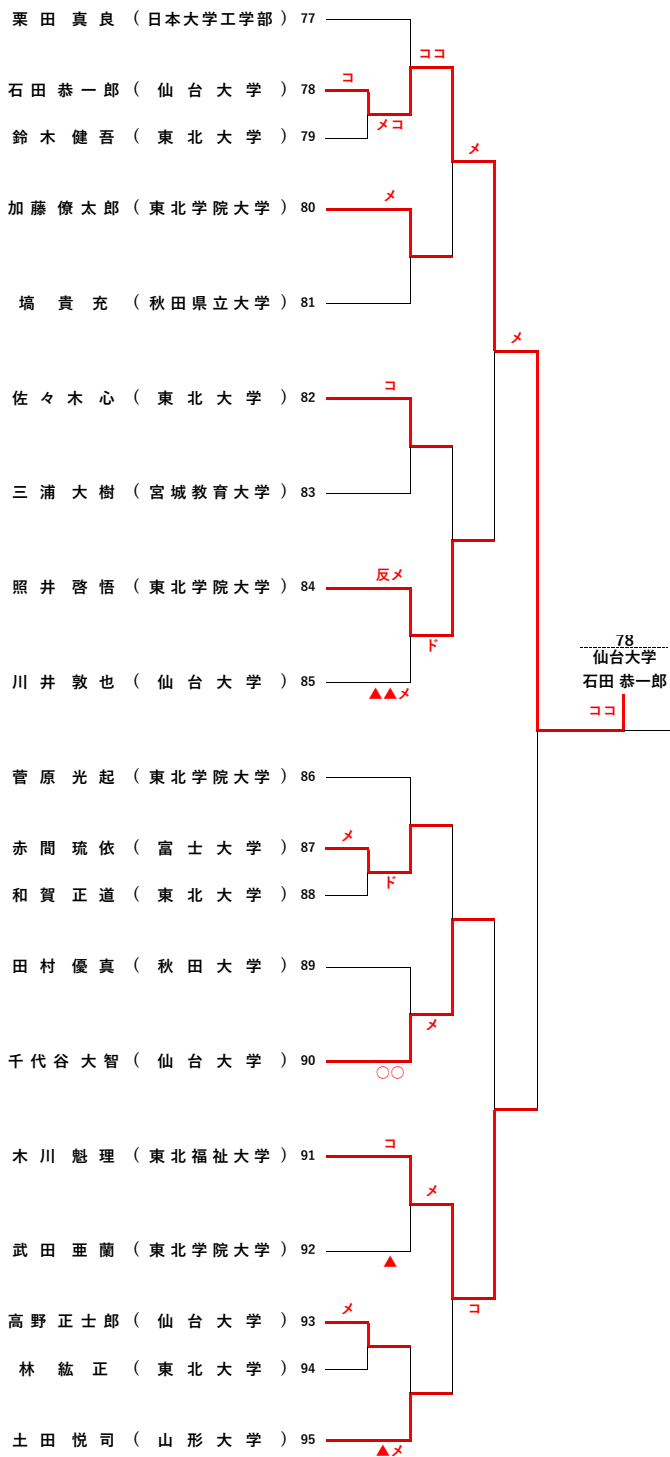 栗田真良（日本大学工学部）77
ココ
コ
石田恭一郎（仙台大学）78
メコ
鈴木健吾（東北大学）79
メ
メ
加藤僚太郎（東北学院大学）80
塙貴充（秋田県立大学）81
メ
コ
佐々木心（東北大学）82
三浦大樹（宮城教育大学）83
反メ
照井啓悟（東北学院大学）84
ド
78
仙台大学
石田 恭一郎
川井敦也（仙台大学）85
▲▲メ
ココ
菅原光起（東北学院大学）86
メ
赤間琉依（富士大学）87
ド
和賀正道（東北大学）88
田村優真（秋田大学）89
メ
千代谷大智（仙台大学）90
○○
コ
木川魁理（東北福祉大学）91
メ
武田亜蘭（東北学院大学）92
▲
メ
コ
高野正士郎（仙台大学）93
林紘正（東北大学）94
土田悦司（山形大学）95
▲メ